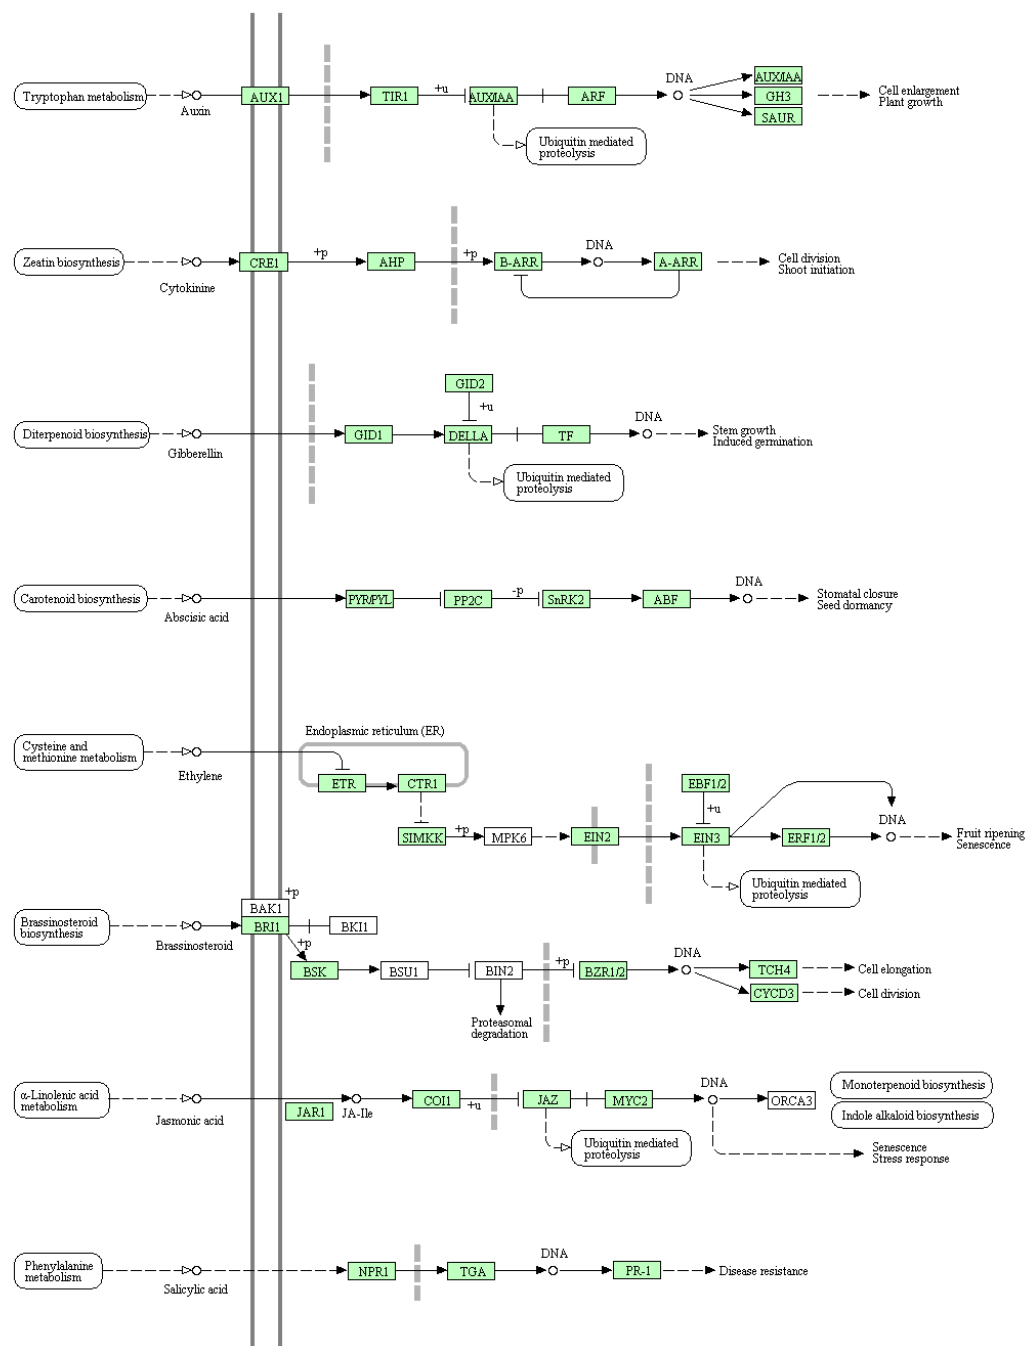 Tryptophan metabolism
Auxin
AUX1
TIR1
+u
AUX/IAA
ARF
DNA
AUX/IAA
GH3
SAUR
Cell enlargement
Plant growth
Ubiquitin mediated
proteolysis
Zeatin biosynthesis
Cytokinine
CRE1
+p
AHP
+p
B-ARR
DNA
A-ARR
Cell division
Shoot initiation
Diterpenoid biosynthesis
Gibberellin
GID1
GID2
+u
DELLA
TF
DNA
Stem growth
Induced germination
Ubiquitin mediated
proteolysis
Carotenoid biosynthesis
Abscisic acid
PYR/PYL
PP2C
-p
SnRK2
ABF
DNA
Stomatal closure
Seed dormancy
Cysteine and
methionine metabolism
Ethylene
Endoplasmic reticulum (ER)
ETR
CTR1
SIMKK
+p
MPK6
EIN2
EBF1/2
+u
EIN3
ERF1/2
DNA
Fruit ripening
Senescence
Ubiquitin mediated
proteolysis
Brassinosteroid
biosynthesis
Brassinosteroid
+p
BAK1
BRI1
BKI1
+p
BSK
BSU1
BIN2
+p
BZR1/2
DNA
TCH4
CYCD3
Cell elongation
Cell division
Proteasomal
degradation
α-Linolenic acid
metabolism
Jasmonic acid
JAR1
JA-Ile
COI1
+u
JAZ
MYC2
DNA
ORCA3
Monoterpenoid biosynthesis
Indole alkaloid biosynthesis
Ubiquitin mediated
proteolysis
Senescence
Stress response
Phenylalanine
metabolism
Salicylic acid
NPR1
TGA
DNA
PR-1
Disease resistance